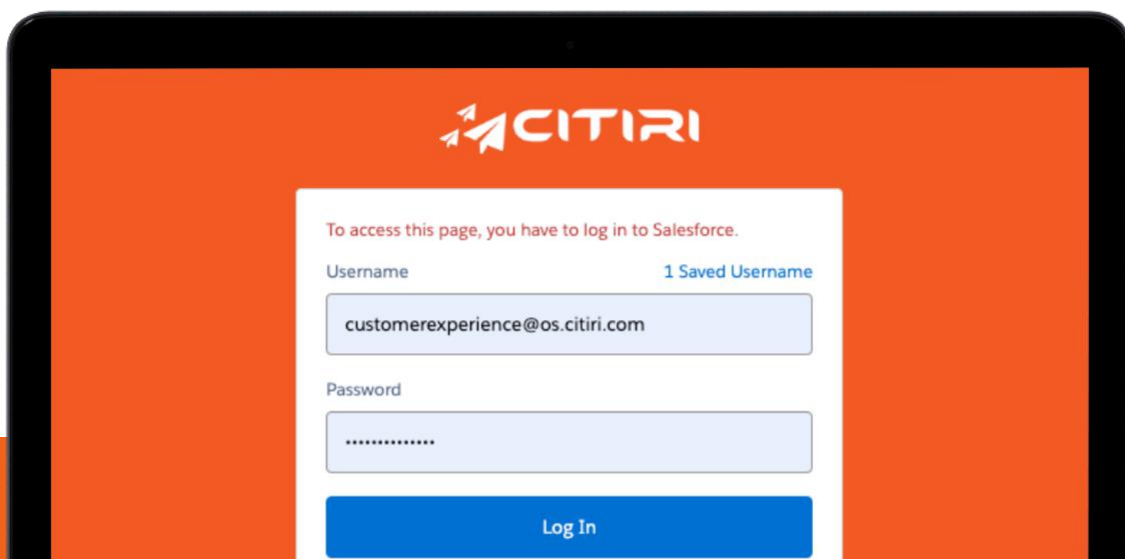 CITIRI
To access this page, you have to log in to Salesforce.
Username 1 Saved Username
customerexperience@os.citiri.com
Password
••••••••••••••
Log In